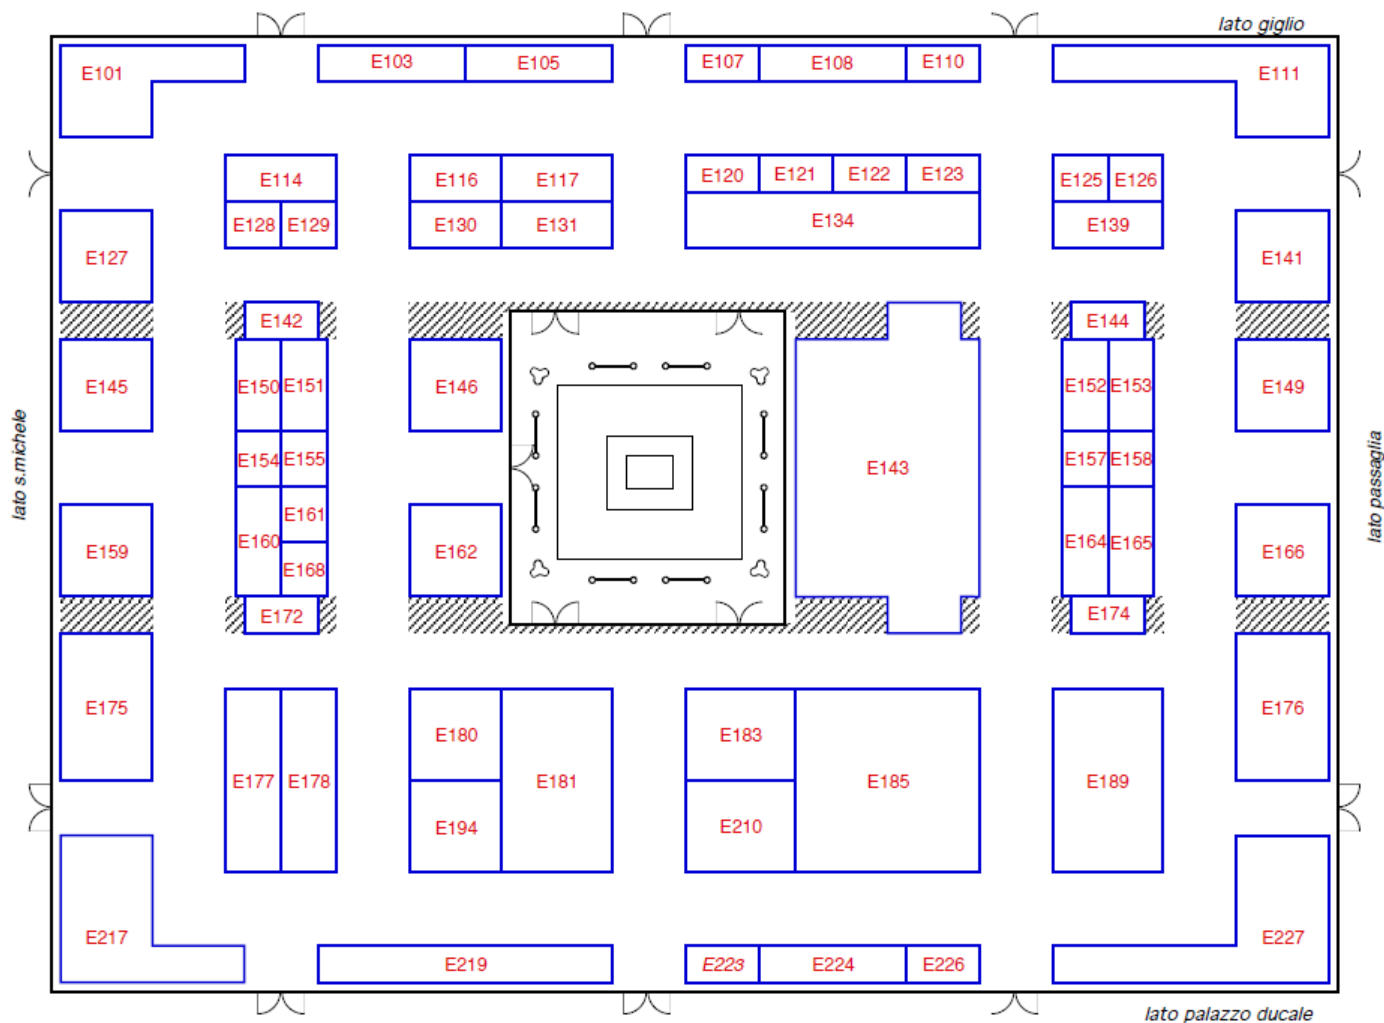 lato giglio
E101 E103 E105 E107 E108 E110 E111
E114 E116 E117 E120 E121 E122 E123 E125 E126
E128 E129 E130 E131 E134 E139
E127 E141
E142 E144
E145 E150 E151 E146 E152 E153 E149
lato s.michele
lato passaglia
E154 E155 E143 E157 E158
E161
E159 E160 E162 E164 E165 E166
E168
E172 E174
E175 E180 E183 E176
E177 E178 E181 E185 E189
E194 E210
E217 E227
E219 E223 E224 E226
lato palazzo ducale